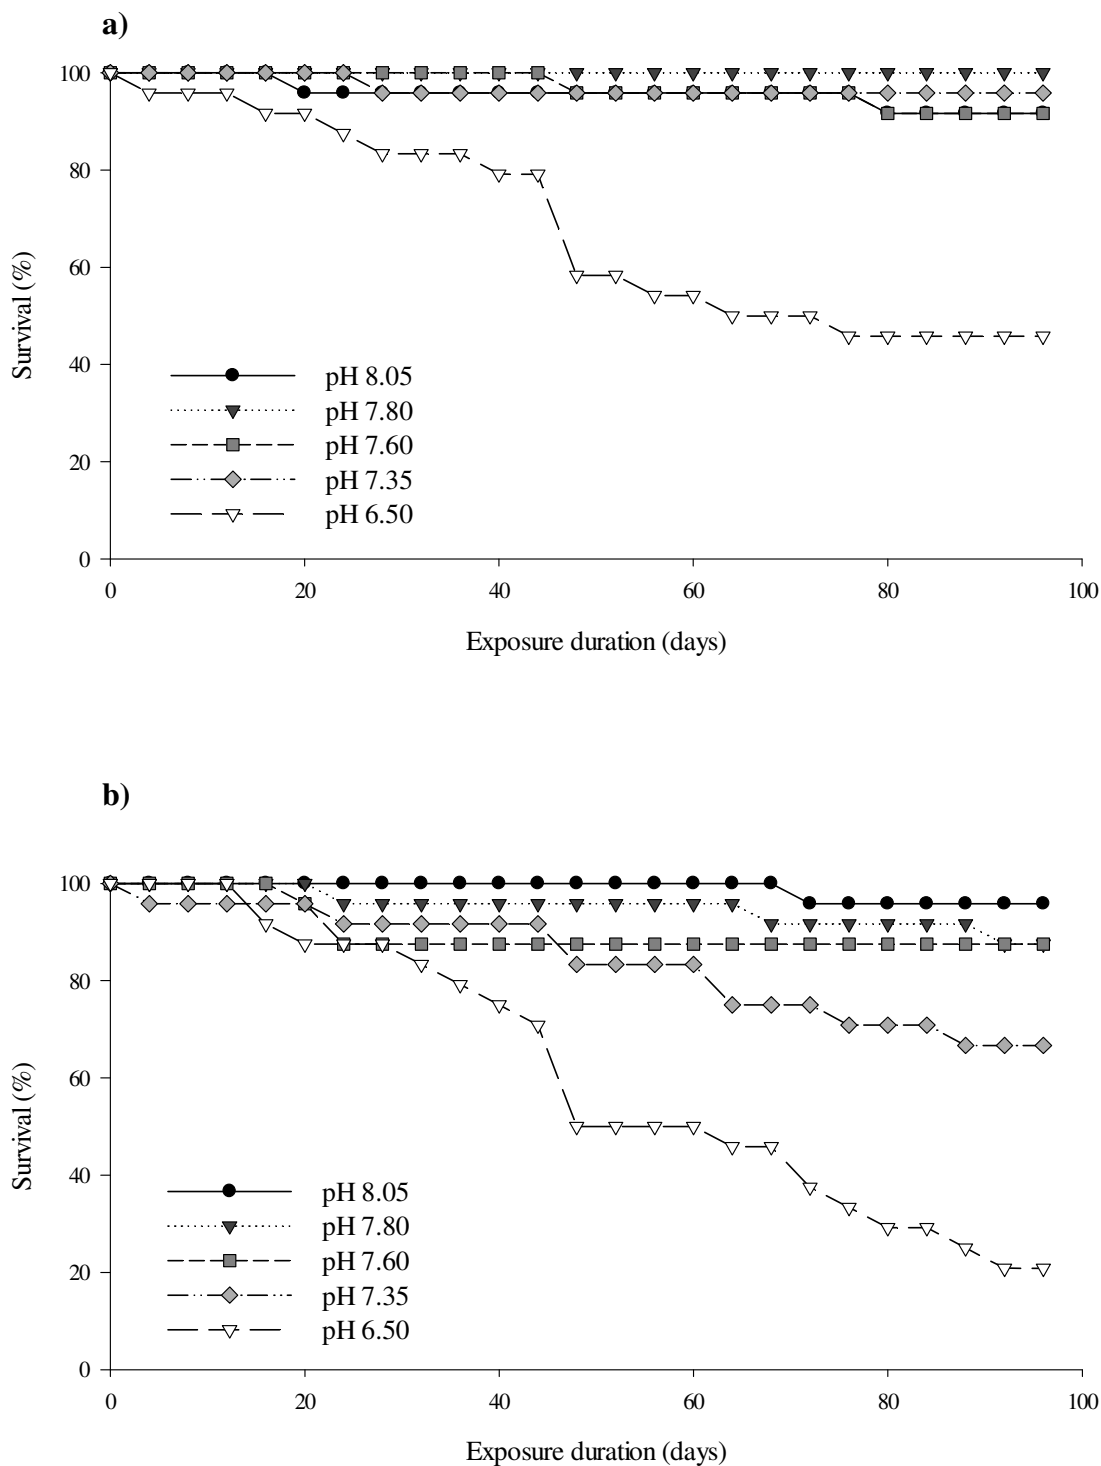 a)
100
80
60
40
20
0
Survival (%)
pH 8.05
pH 7.80
pH 7.60
pH 7.35
pH 6.50
0 20 40 60 80 100
Exposure duration (days)
b)
100
80
60
40
20
0
Survival (%)
pH 8.05
pH 7.80
pH 7.60
pH 7.35
pH 6.50
0 20 40 60 80 100
Exposure duration (days)